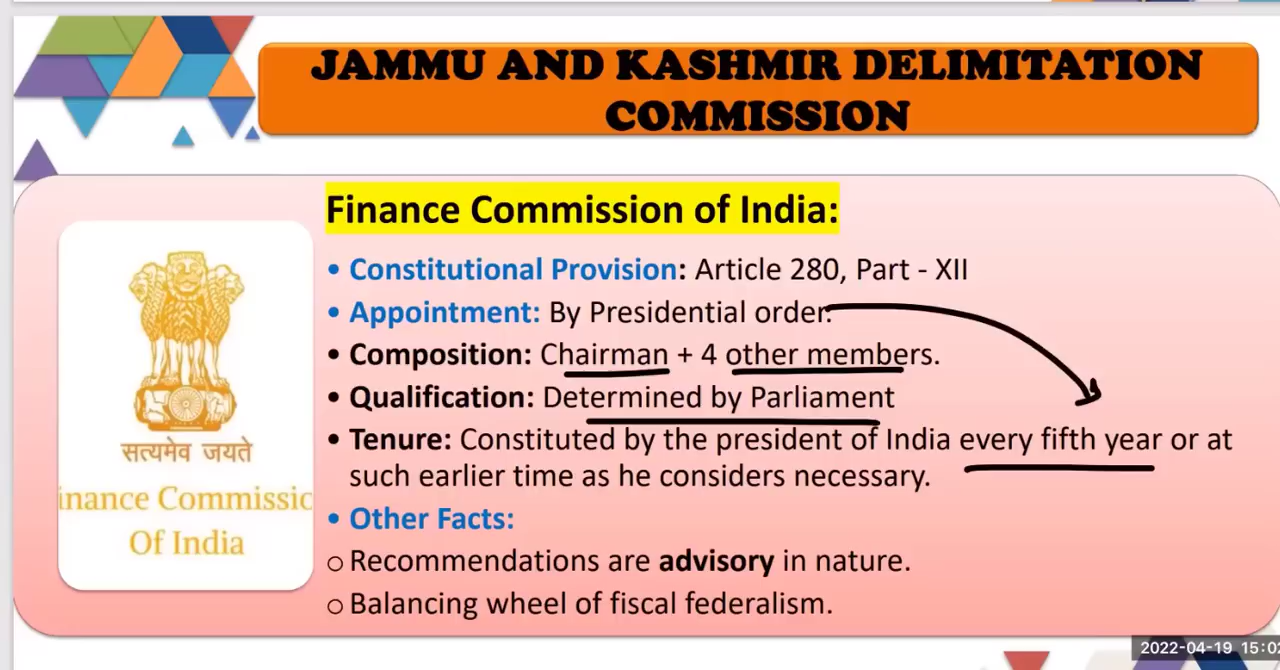 JAMMU AND KASHMIR DELIMITATION
COMMISSION
Finance Commission of India:
• Constitutional Provision: Article 280, Part - XII
• Appointment: By Presidential order.
• Composition: Chairman + 4 other members.
• Qualification: Determined by Parliament
• Tenure: Constituted by the president of India every fifth year or at
such earlier time as he considers necessary.
• Other Facts:
o Recommendations are advisory in nature.
o Balancing wheel of fiscal federalism.
सत्यमेव जयते
inance Commissio
Of India
2022-04-19 15:02